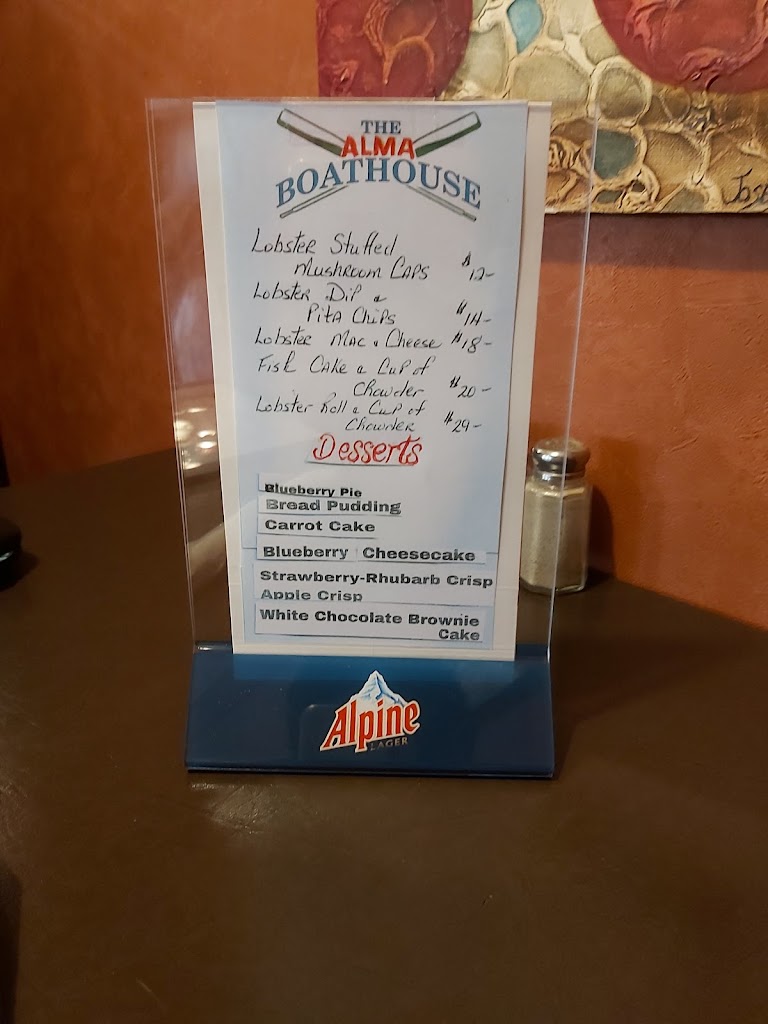 THE
ALMA
BOATHOUSE
Lobster Stuffed
Mushroom Caps $12-
Lobster Dip &
Pita Chips $14-
Lobster Mac & Cheese $18-
Fish Cake & Cup of
Chowder $20-
Lobster Roll & Cup of
Chowder $29-
Desserts
Blueberry Pie
Bread Pudding
Carrot Cake
Blueberry Cheesecake
Strawberry-Rhubarb Crisp
Apple Crisp
White Chocolate Brownie
Cake
Alpine
LAGER